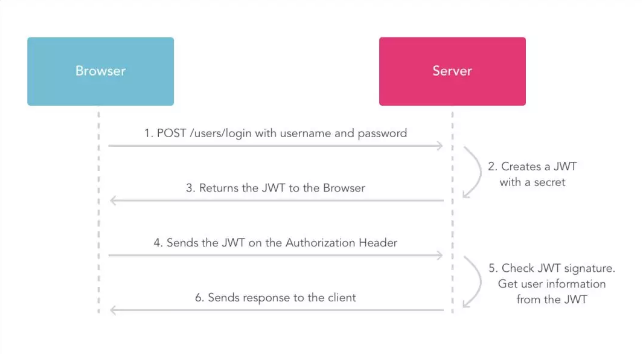 Browser
Server
1. POST /users/login with username and password
2. Creates a JWT
with a secret
3. Returns the JWT to the Browser
4. Sends the JWT on the Authorization Header
5. Check JWT signature.
Get user information
from the JWT
6. Sends response to the client